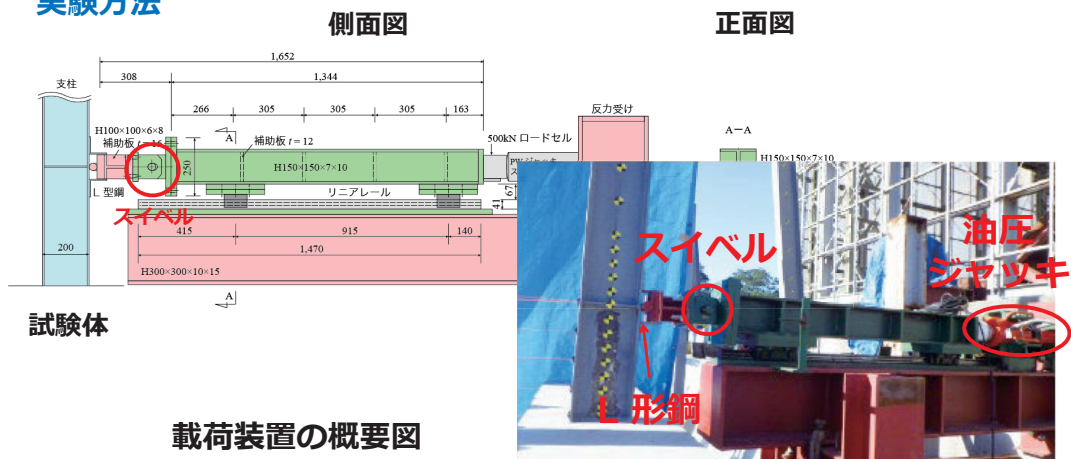 実験方法
側面図
正面図
1,652
308
1,344
支柱
266
305
305
305
163
反力受け
H100×100×6×8
補助板
A
補助板 t = 12
500kN ロードセル
A－A
250
H150×150×7×10
H150×150×7×10
L 型鋼
リニアレール
67
スイベル
41
415
915
140
200
1,470
H300×300×10×15
A
試験体
載荷装置の概要図
スイベル
油圧
ジャッキ
L 形鋼